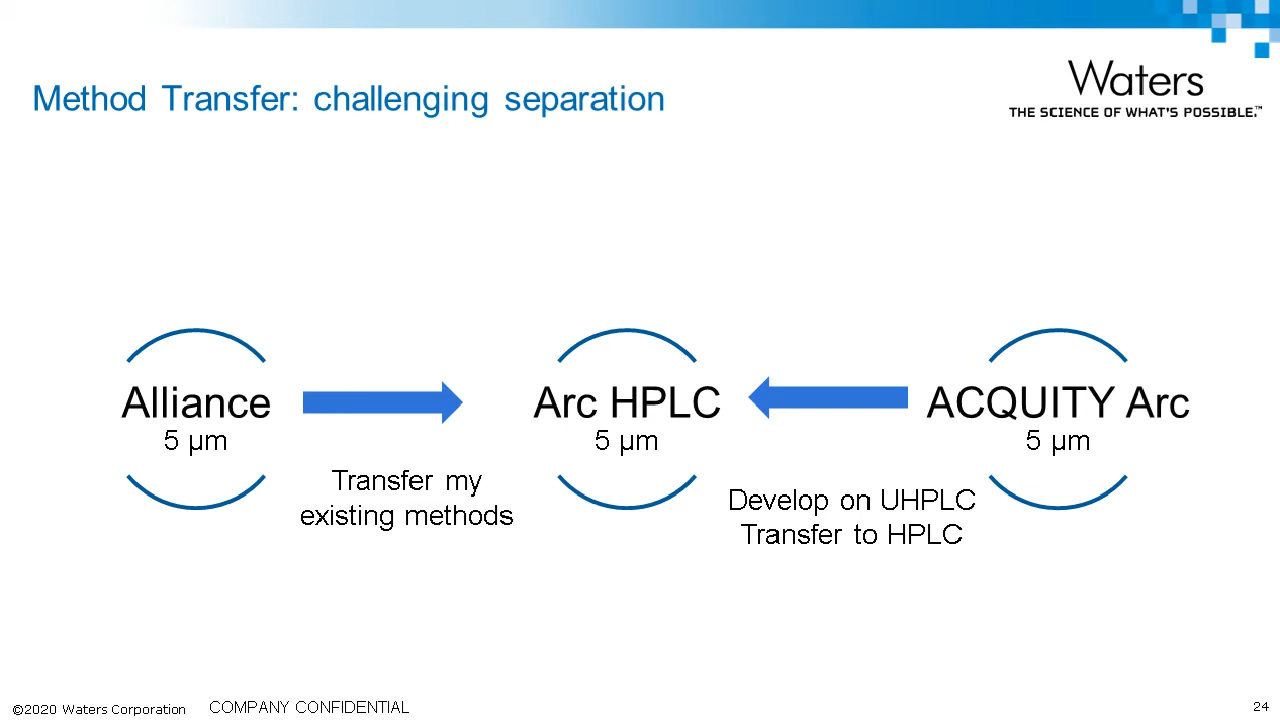 Method Transfer: challenging separation
Waters
THE SCIENCE OF WHAT'S POSSIBLE.™
Alliance
5 µm
Transfer my
existing methods
Arc HPLC
5 µm
Develop on UHPLC
Transfer to HPLC
ACQUITY Arc
5 µm
©2020 Waters Corporation COMPANY CONFIDENTIAL
24